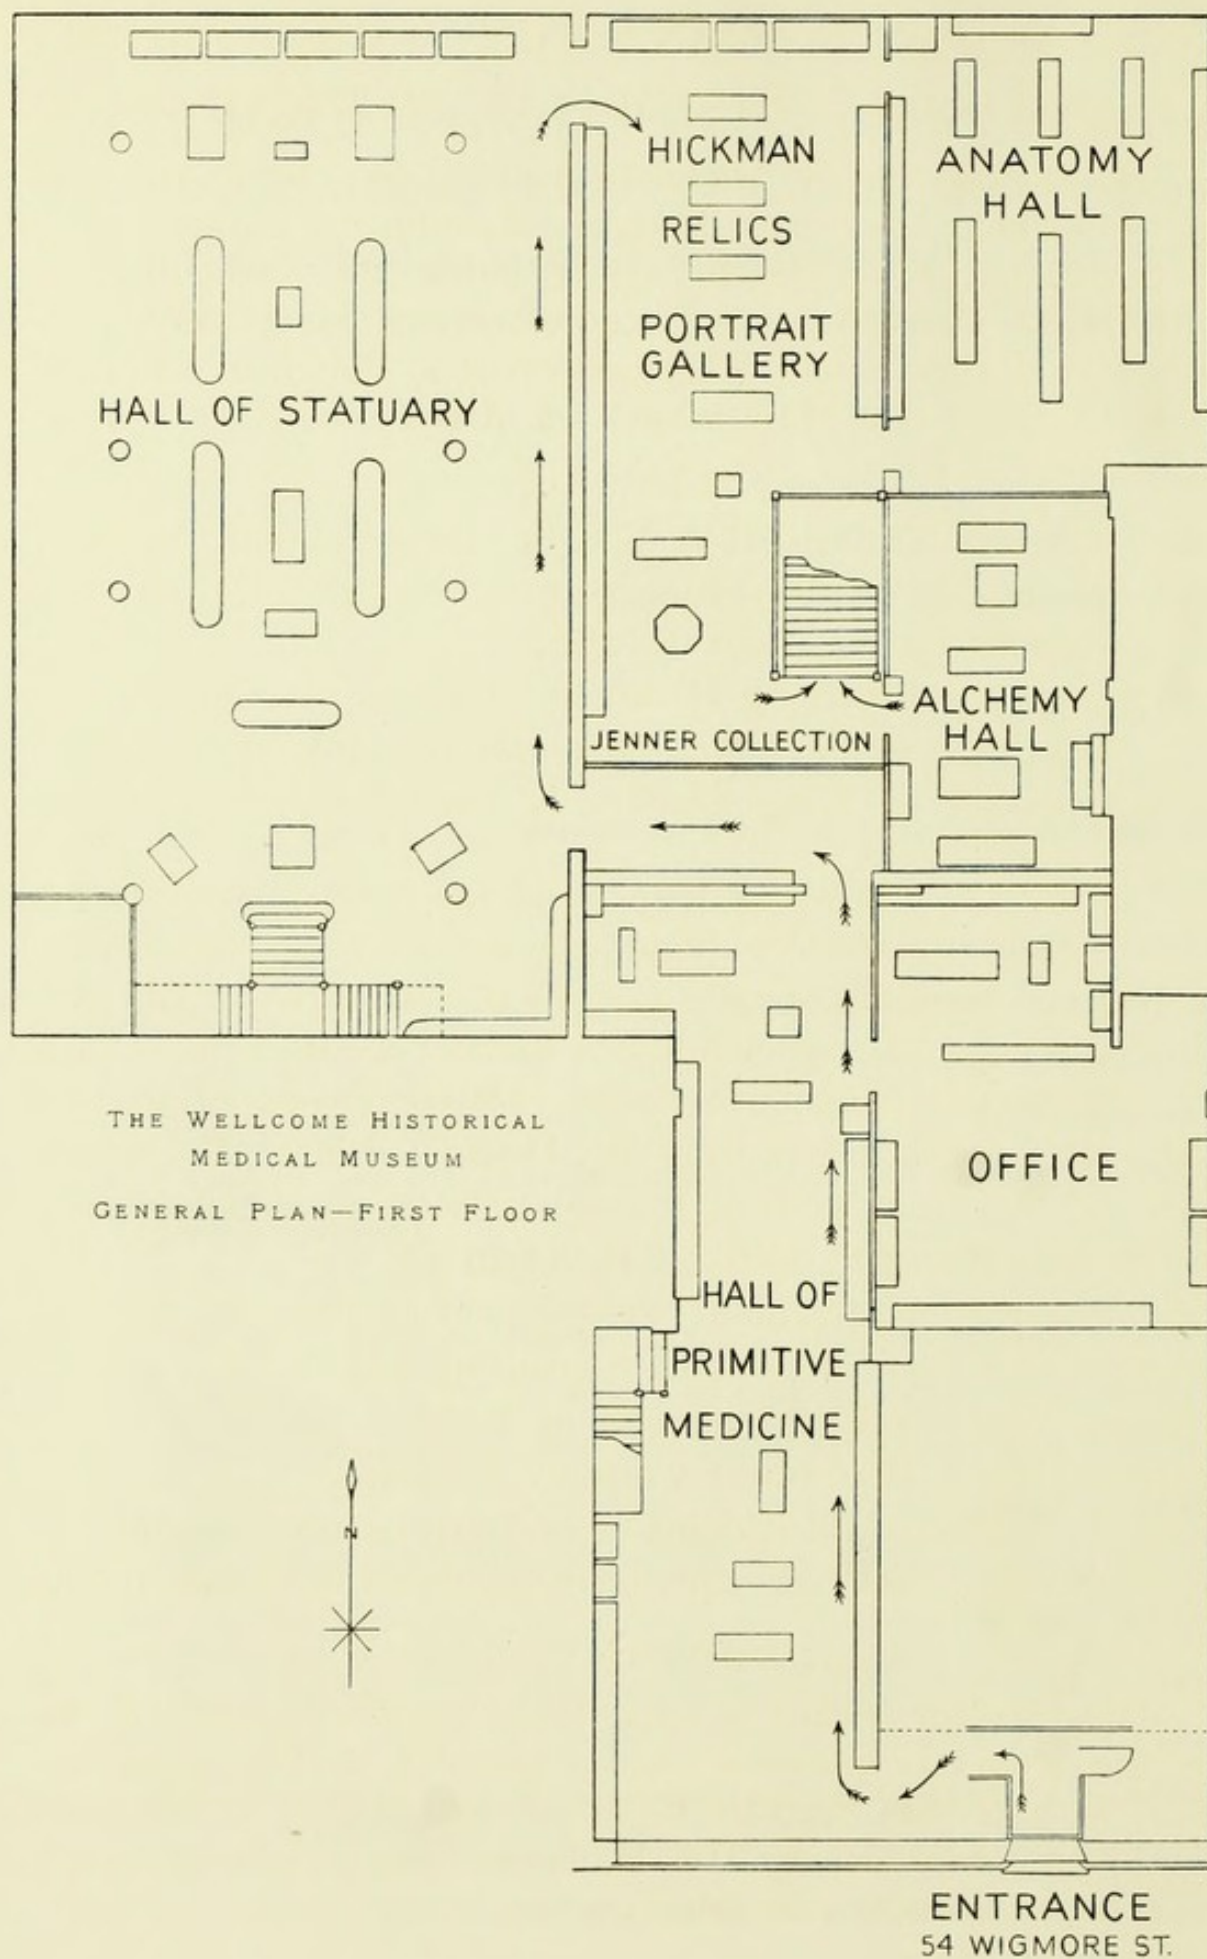 HICKMAN
RELICS
PORTRAIT
GALLERY
ANATOMY
HALL
HALL OF STATUARY
JENNER COLLECTION
ALCHEMY
HALL
THE WELLCOME HISTORICAL
MEDICAL MUSEUM
GENERAL PLAN—FIRST FLOOR
OFFICE
HALL OF
PRIMITIVE
MEDICINE
N
ENTRANCE
54 WIGMORE ST.